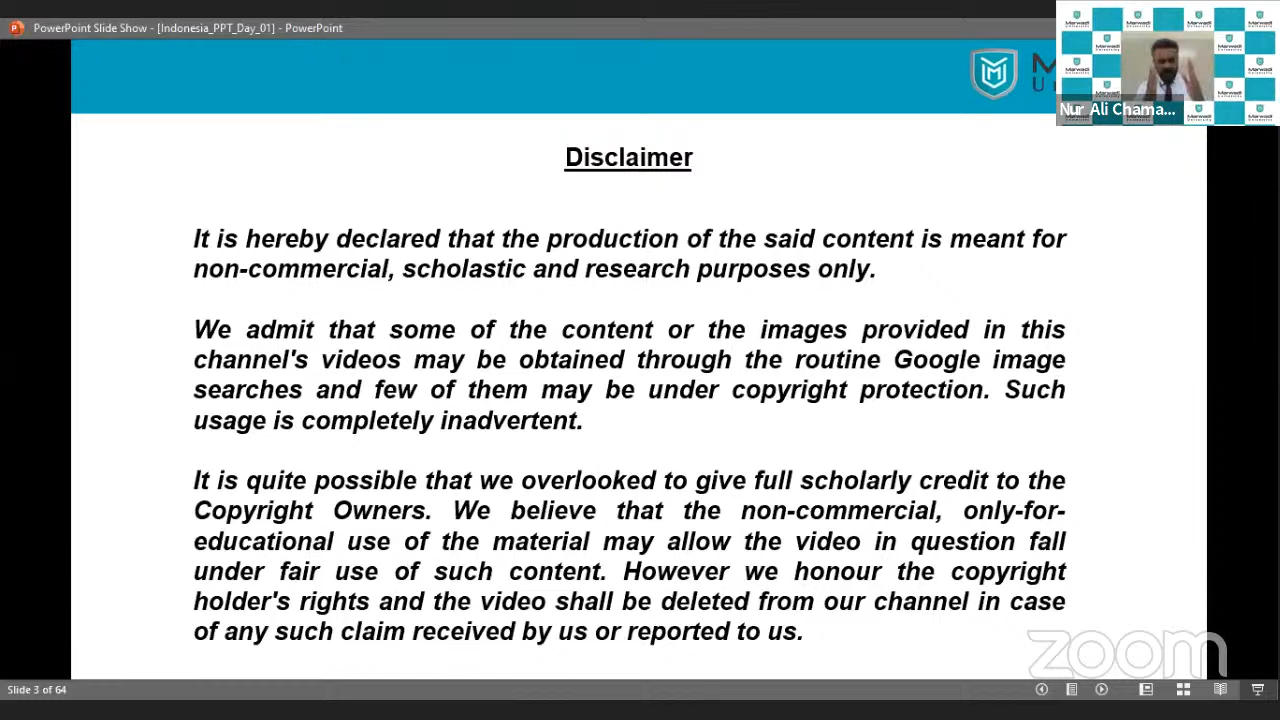 PowerPoint Slide Show - [Indonesia_PPT_Day_01] - PowerPoint
M
U
Marwadi
University
Nur Ali Chama...
Disclaimer
It is hereby declared that the production of the said content is meant for
non-commercial, scholastic and research purposes only.
We admit that some of the content or the images provided in this
channel's videos may be obtained through the routine Google image
searches and few of them may be under copyright protection. Such
usage is completely inadvertent.
It is quite possible that we overlooked to give full scholarly credit to the
Copyright Owners. We believe that the non-commercial, only-for-
educational use of the material may allow the video in question fall
under fair use of such content. However we honour the copyright
holder's rights and the video shall be deleted from our channel in case
of any such claim received by us or reported to us.
zoom
Slide 3 of 64